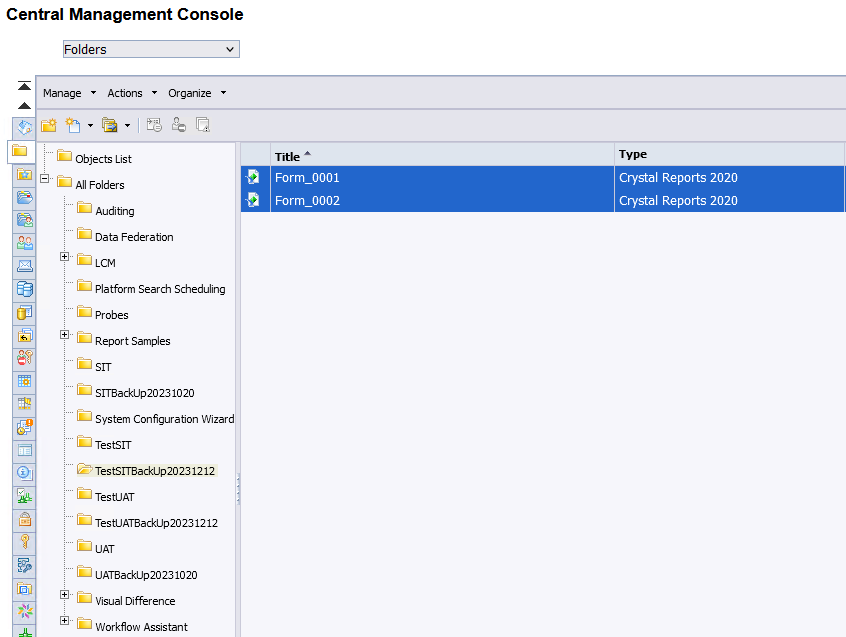 Central Management Console
Folders
Manage Actions Organize
Objects List
All Folders
Auditing
Data Federation
LCM
Platform Search Scheduling
Probes
Report Samples
SIT
SITBackUp20231020
System Configuration Wizard
TestSIT
TestSITBackUp20231212
TestUAT
TestUATBackUp20231212
UAT
UATBackUp20231020
Visual Difference
Workflow Assistant
Title Type
Form_0001 Crystal Reports 2020
Form_0002 Crystal Reports 2020